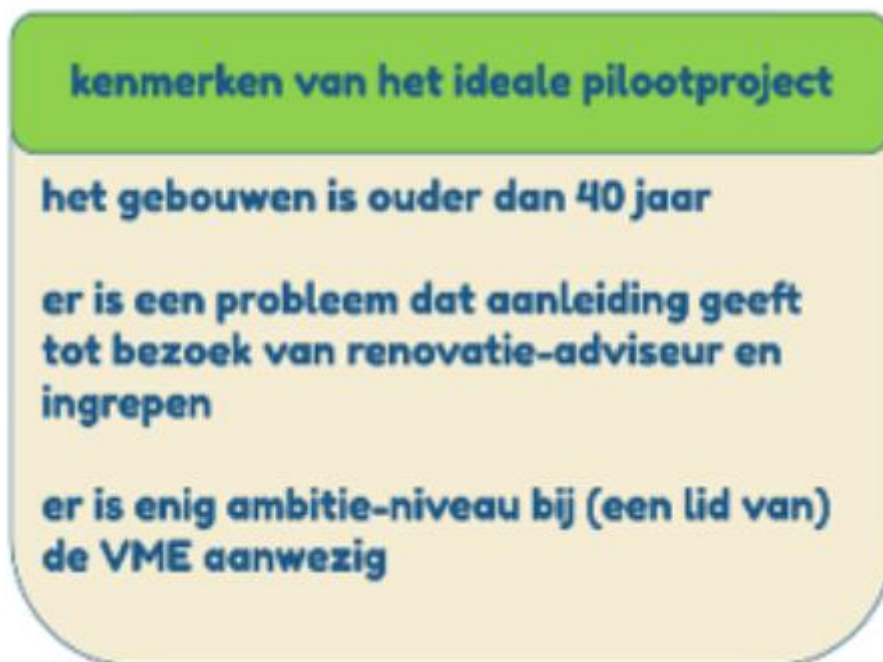 kenmerken van het ideale pilootproject
het gebouwen is ouder dan 40 jaar
er is een probleem dat aanleiding geeft
tot bezoek van renovatie-adviseur en
ingrepen
er is enig ambitie-niveau bij (een lid van)
de VME aanwezig